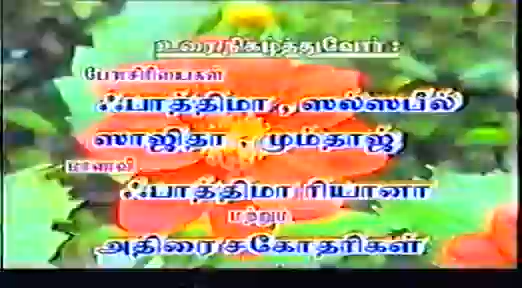 உரைநிகழ்த்துவோர் :
பேராசிரியைகள்
ஃபாத்திமா , ஸல்ஸபீல்
ஸாஜிதா , மும்தாஜ்
மாணவி
ஃபாத்திமா ரியானா
மற்றும்
அதிரை சகோதரிகள்